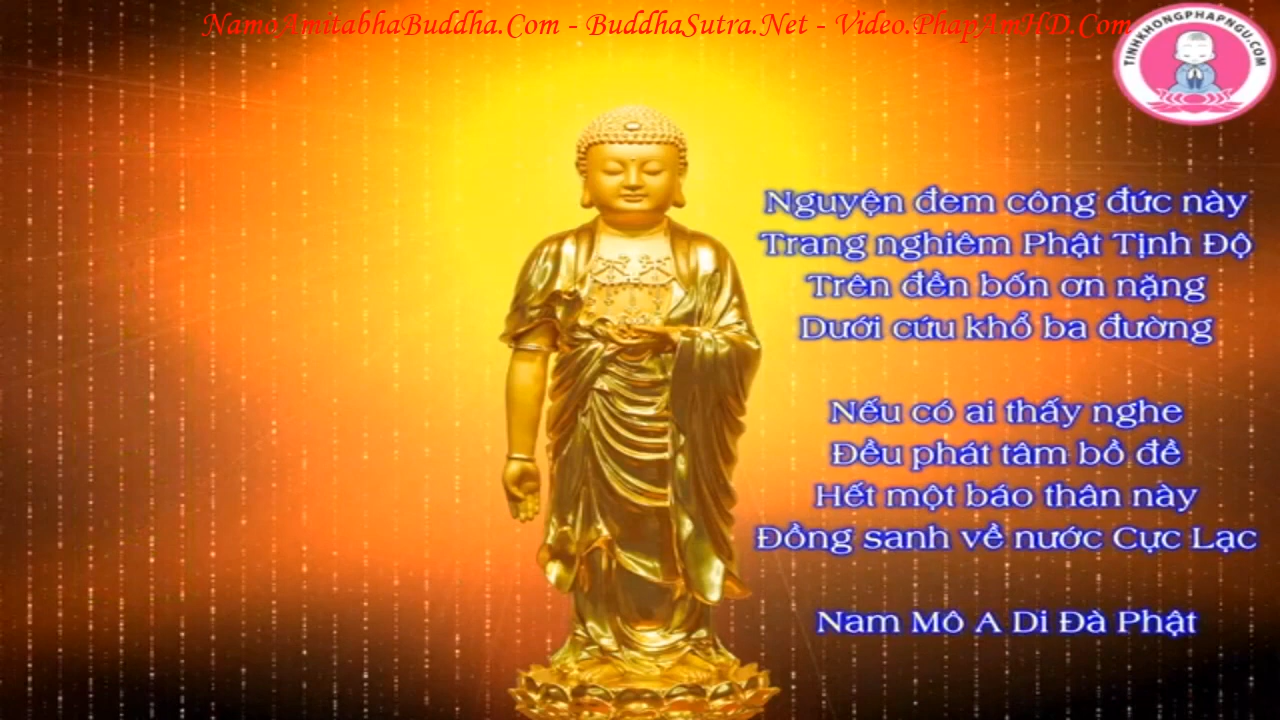 NamoAmitabhaBuddha.Com - BuddhaSutra.Net - Video.PhapAmHD.Com
TINHKHONGPHAPNGU.COM
Nguyện đem công đức này
Trang nghiêm Phật Tịnh Độ
Trên đền bốn ơn nặng
Dưới cứu khổ ba đường
Nếu có ai thấy nghe
Đều phát tâm bồ đề
Hết một báo thân này
Đồng sanh về nước Cực Lạc
Nam Mô A Di Đà Phật